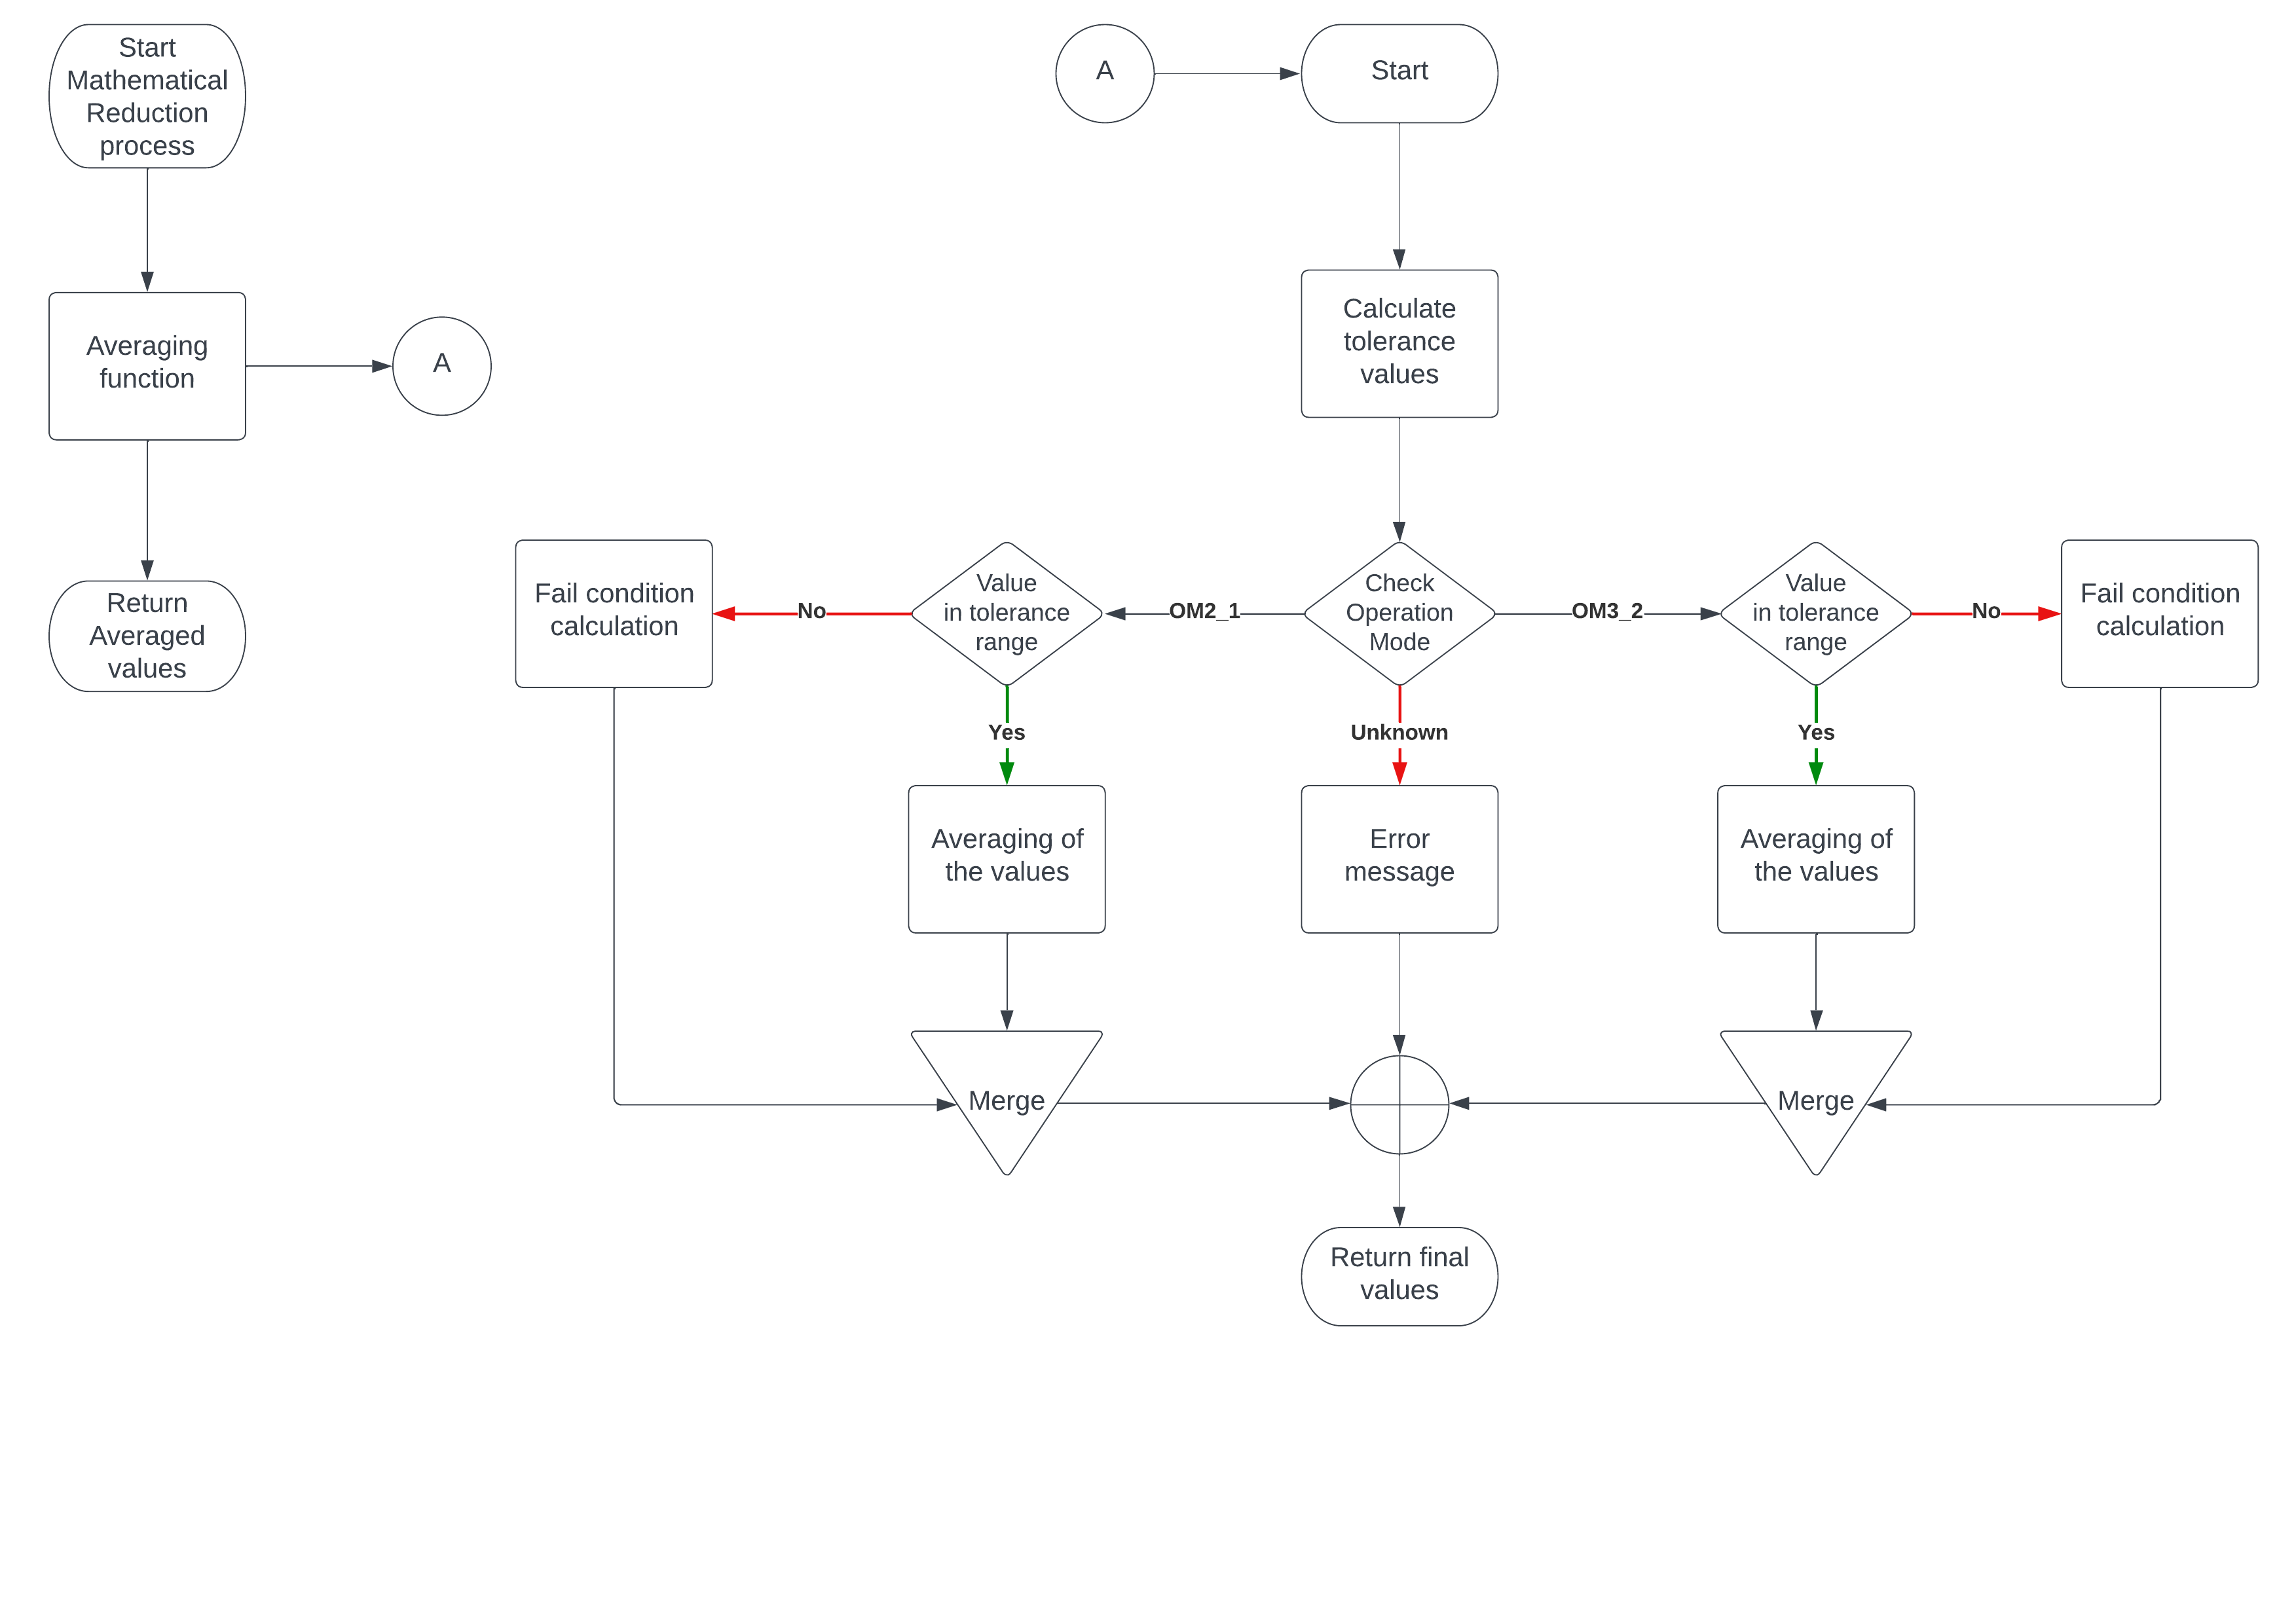 Start
Mathematical
Reduction
process
Averaging
function
A
Return
Averaged
values
A
Start
Calculate
tolerance
values
Check
Operation
Mode
OM2_1
Value
in tolerance
range
No
Fail condition
calculation
Yes
Averaging of
the values
Merge
Unknown
Error
message
OM3_2
Value
in tolerance
range
No
Fail condition
calculation
Yes
Averaging of
the values
Merge
Return final
values